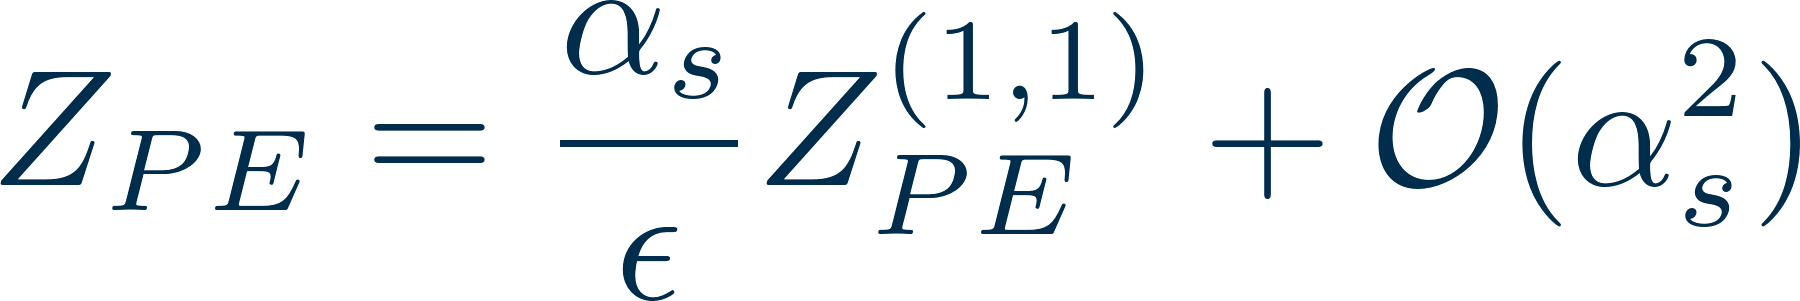 Z_{PE} = \frac{\alpha_s}{\epsilon} Z_{PE}^{(1,1)} + \mathcal{O}(\alpha_s^2)